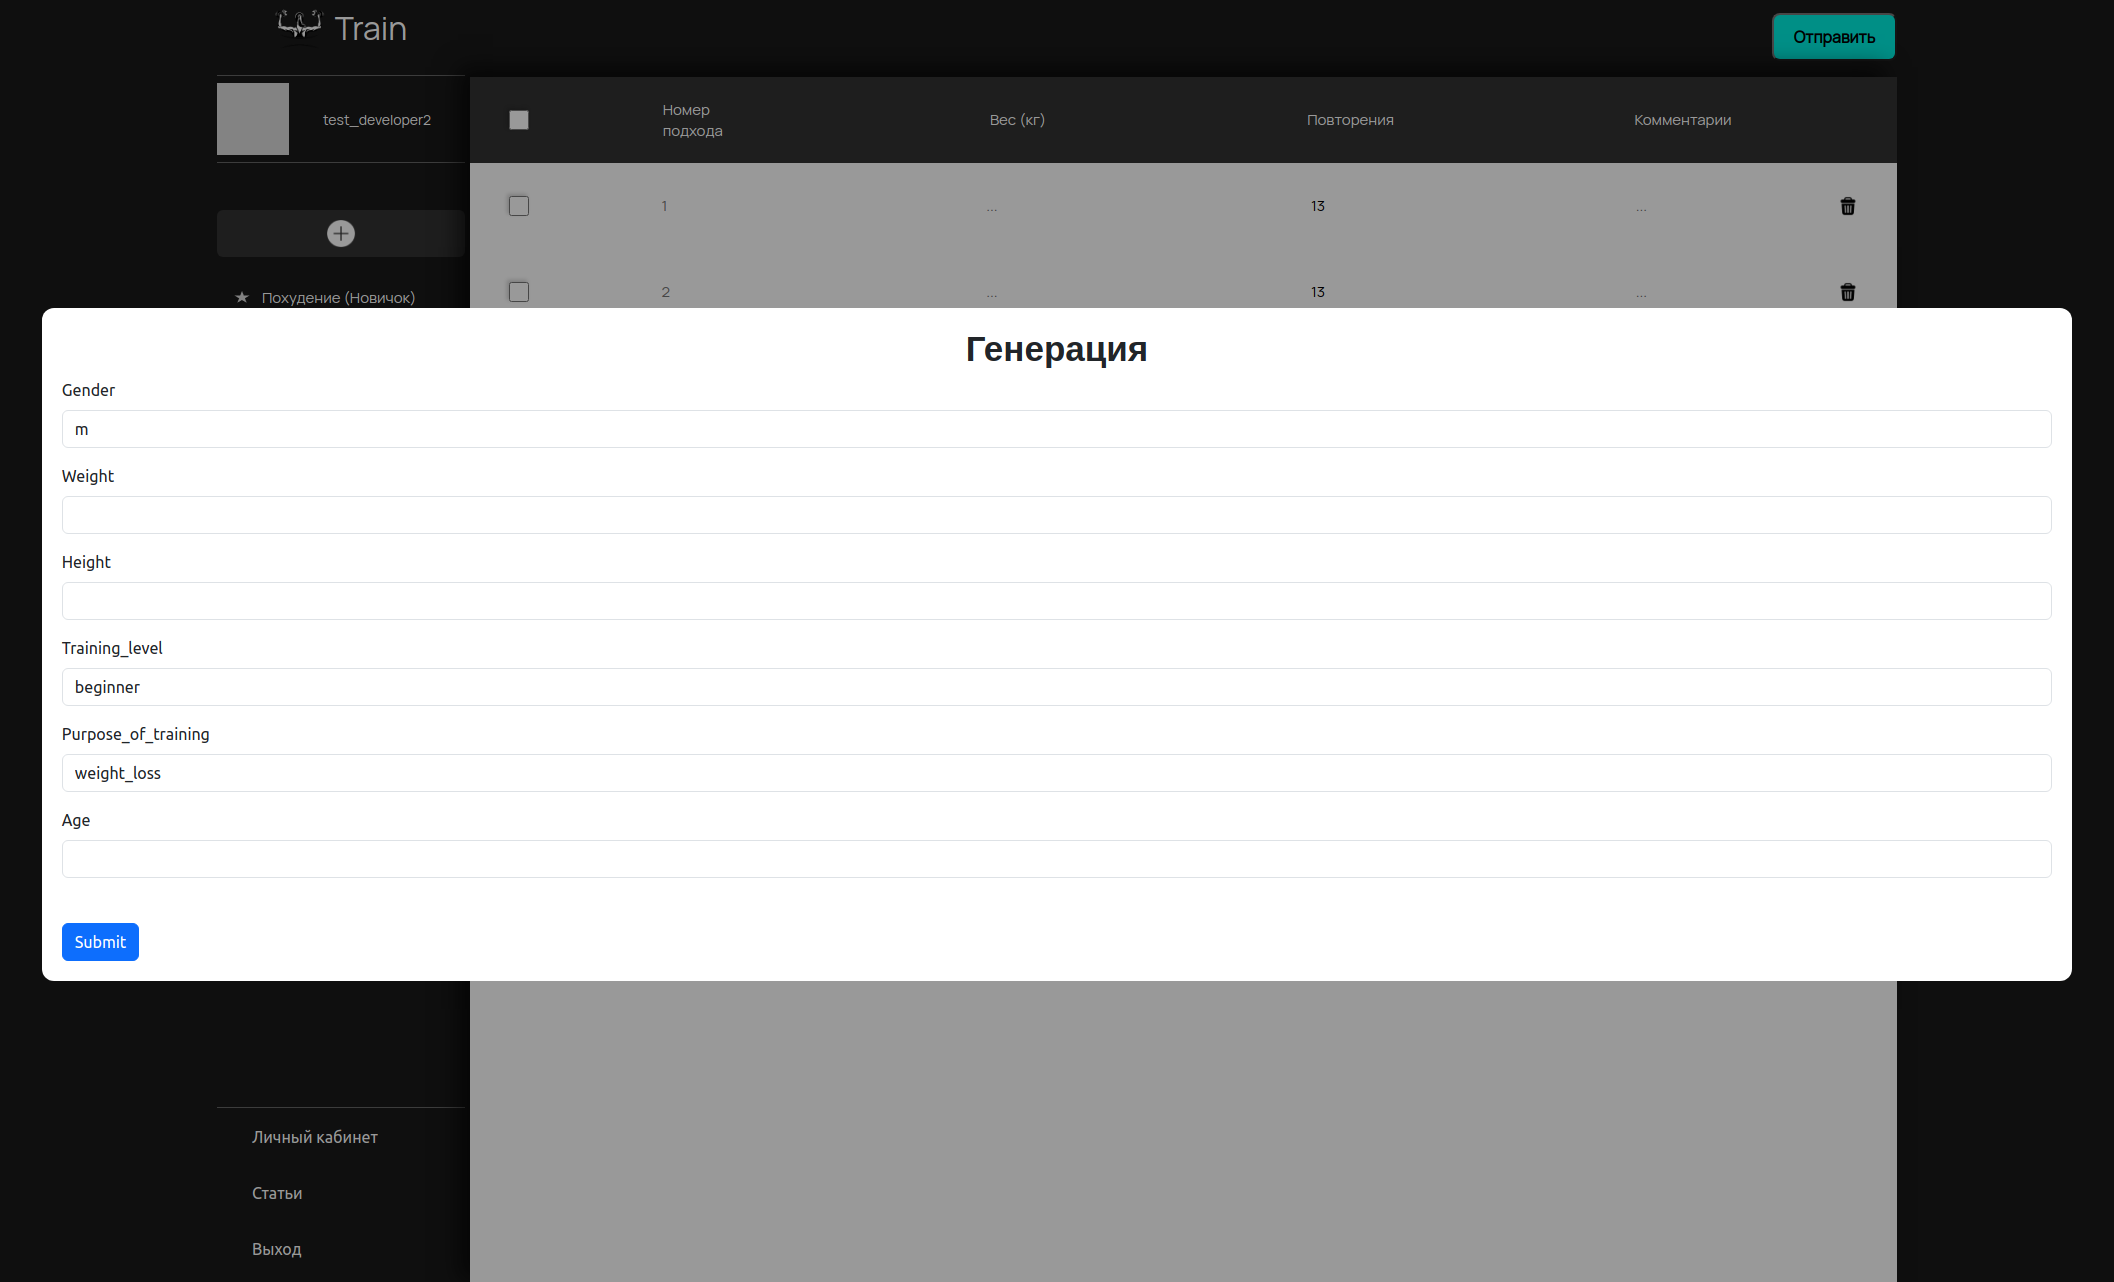 Train
Отправить
test_developer2
Номер
подхода
Вес (кг)
Повторения
Комментарии
1
...
13
...
2
...
13
...
★ Похудение (Новичок)
Генерация
Gender
m
Weight
Height
Training_level
beginner
Purpose_of_training
weight_loss
Age
Submit
Личный кабинет
Статьи
Выход